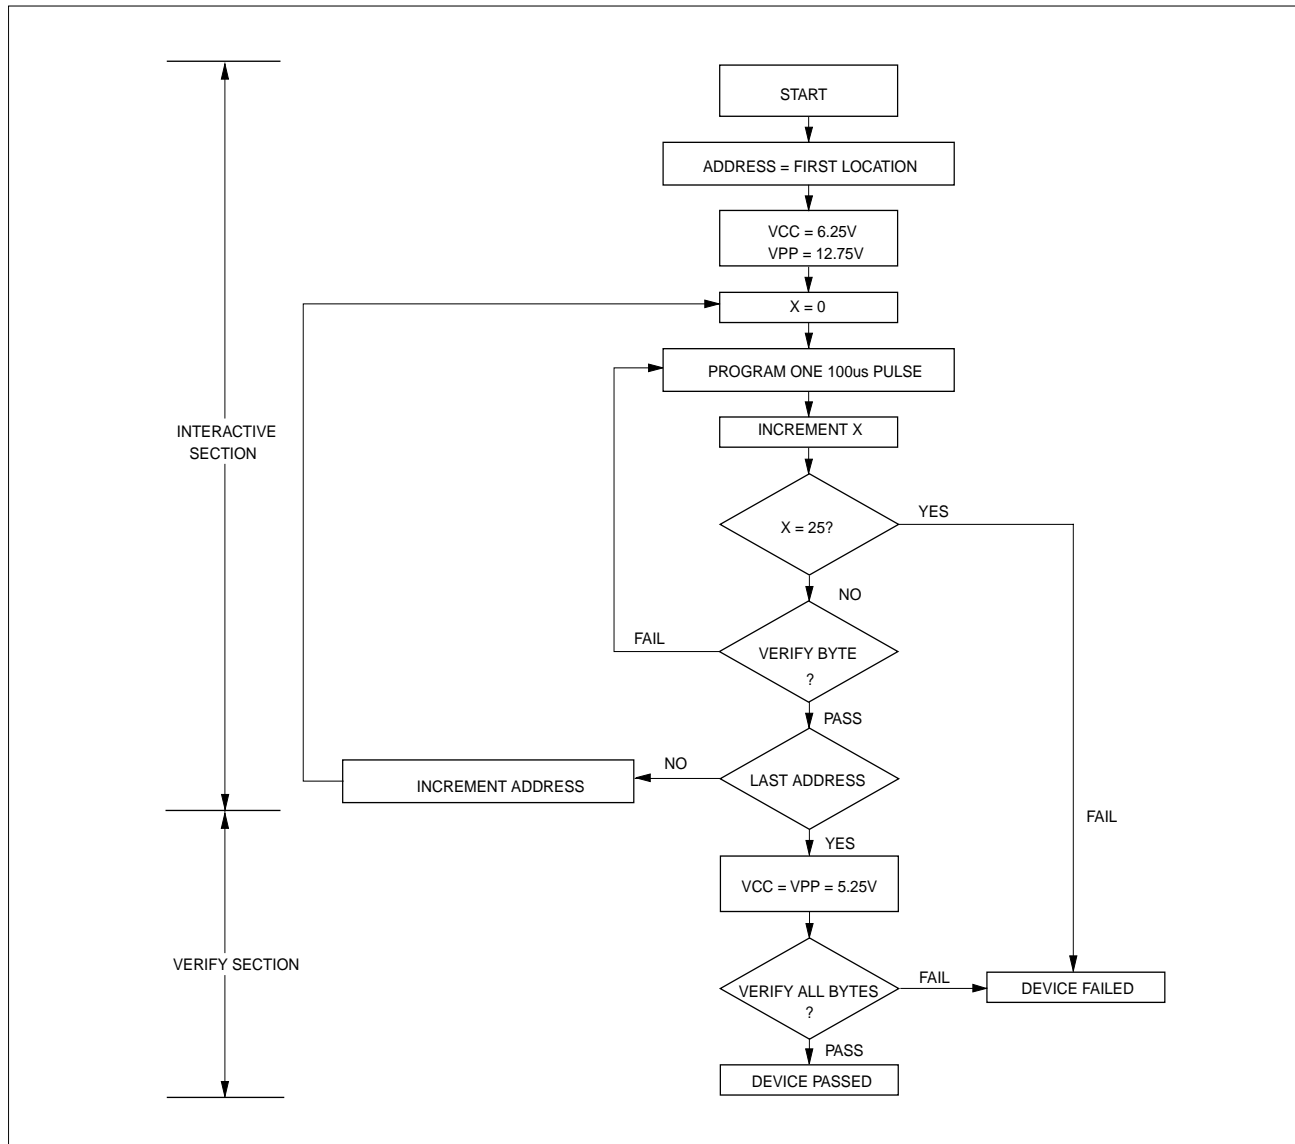 START
ADDRESS = FIRST LOCATION
VCC = 6.25V
VPP = 12.75V
X = 0
PROGRAM ONE 100us PULSE
INTERACTIVE
SECTION
INCREMENT X
X = 25?
YES
NO
FAIL
VERIFY BYTE
?
PASS
NO
LAST ADDRESS
INCREMENT ADDRESS
FAIL
YES
VCC = VPP = 5.25V
VERIFY SECTION
VERIFY ALL BYTES
?
FAIL
DEVICE FAILED
PASS
DEVICE PASSED